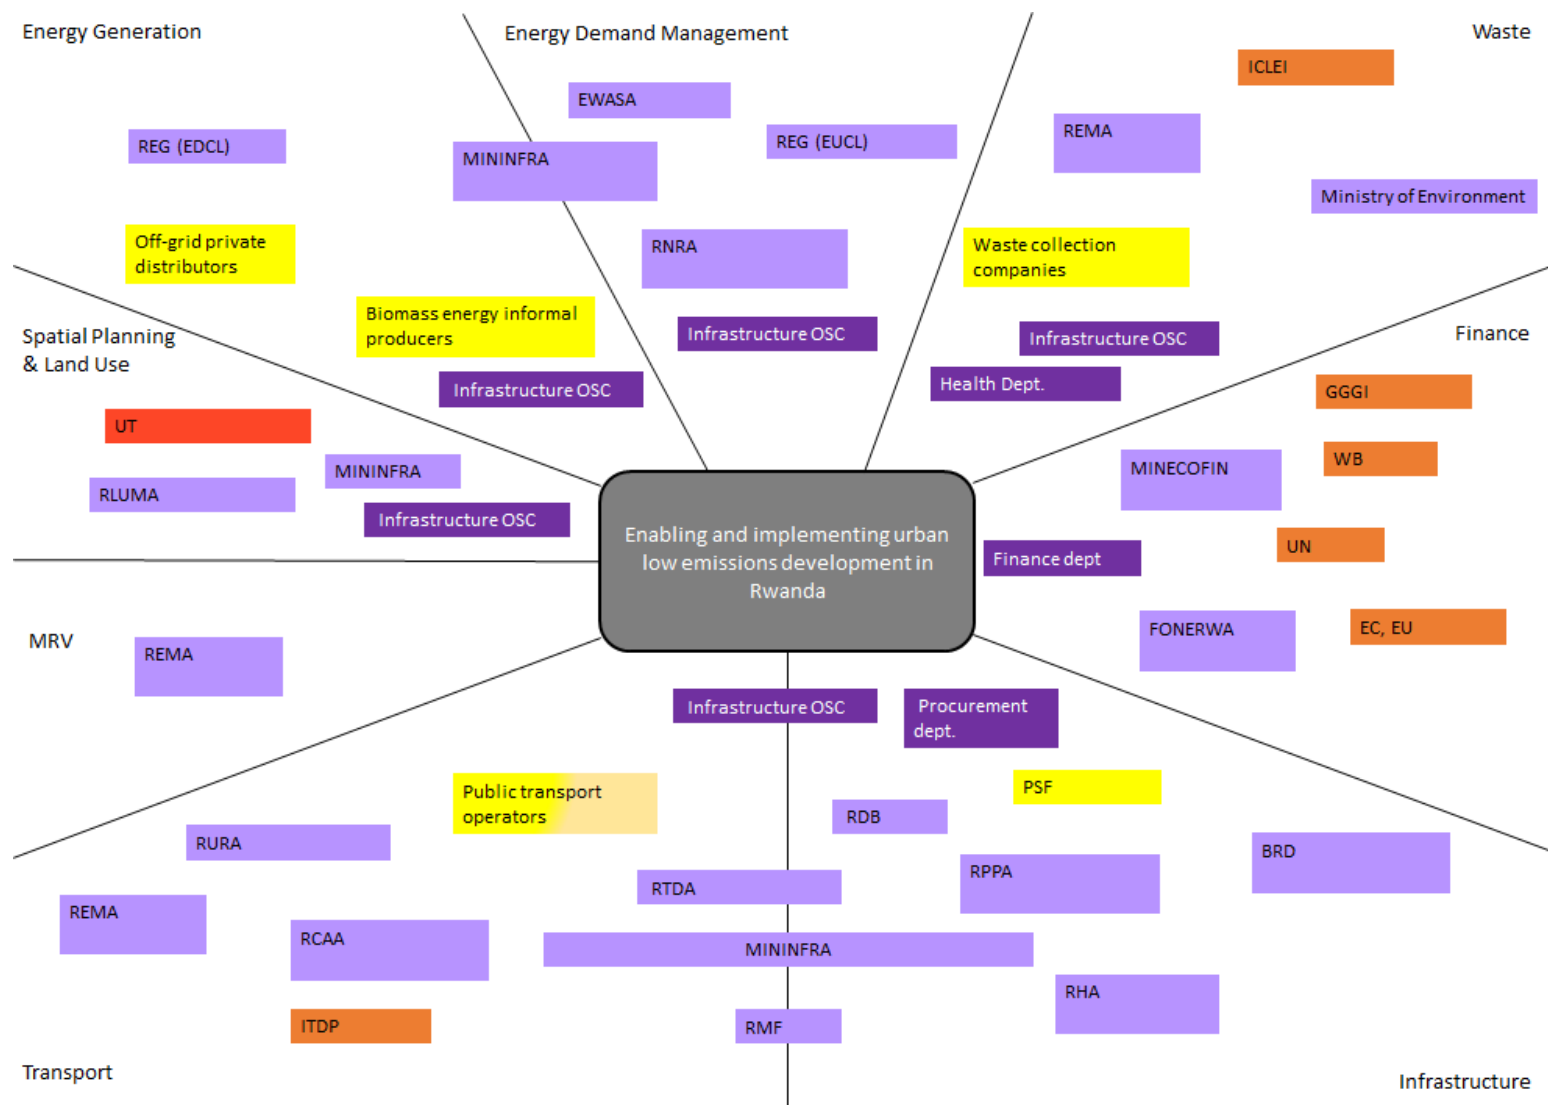 Energy Generation
REG (EDCL)
Off-grid private
distributors
Biomass energy informal
producers
Infrastructure OSC
MININFRA
Energy Demand Management
EWASA
REG (EUCL)
RNRA
Infrastructure OSC
Waste
ICLEI
REMA
Ministry of Environment
Waste collection
companies
Infrastructure OSC
Health Dept.
Spatial Planning
& Land Use
UT
MININFRA
RLUMA
Infrastructure OSC
Enabling and implementing urban
low emissions development in
Rwanda
Finance
GGGI
MINECOFIN
WB
UN
Finance dept
FONERWA
EC, EU
MRV
REMA
Infrastructure OSC
Public transport
operators
RURA
RTDA
REMA
RCAA
MININFRA
ITDP
RMF
Transport
Procurement
dept.
PSF
RDB
RPPA
BRD
RHA
Infrastructure